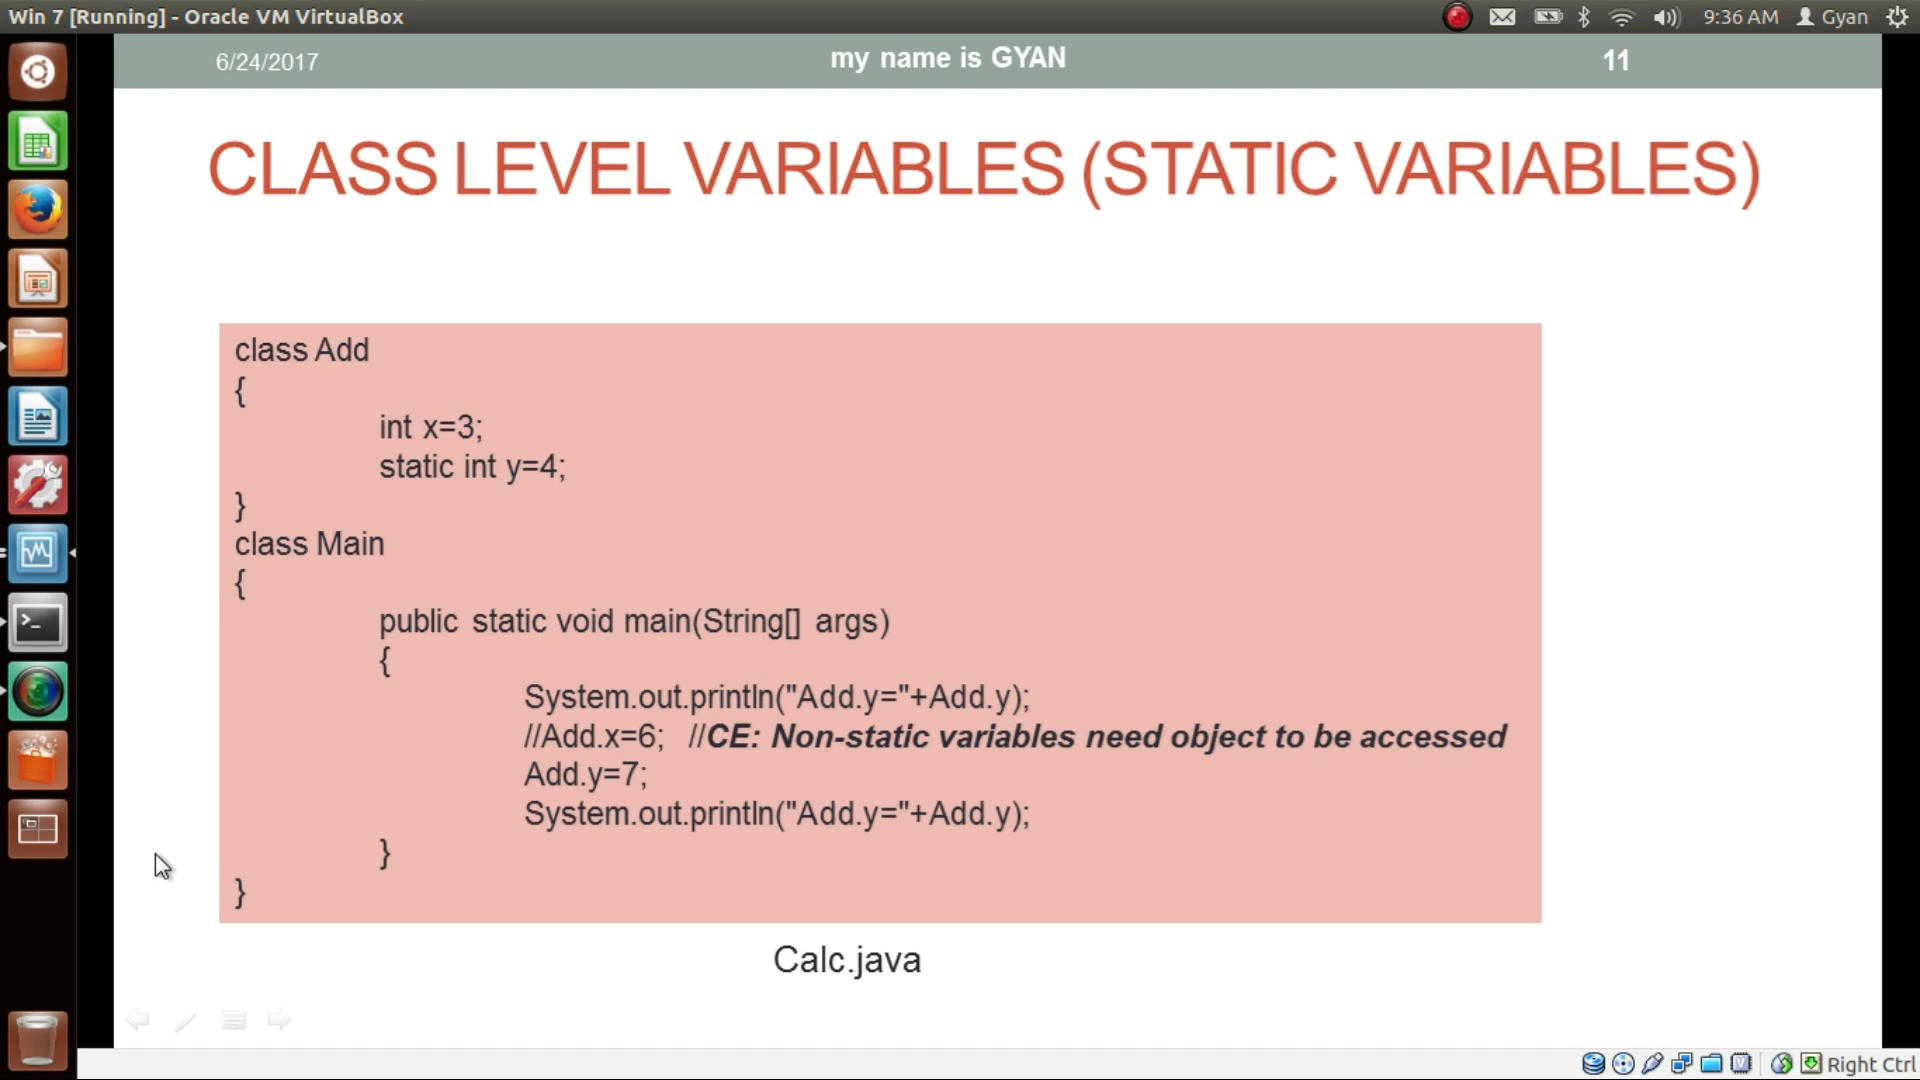 Win 7 [Running] - Oracle VM VirtualBox
9:36 AM Gyan
6/24/2017
my name is GYAN
11
CLASS LEVEL VARIABLES (STATIC VARIABLES)
class Add
{
int x=3;
static int y=4;
}
class Main
{
public static void main(String[] args)
{
System.out.println("Add.y="+Add.y);
//Add.x=6; //CE: Non-static variables need object to be accessed
Add.y=7;
System.out.println("Add.y="+Add.y);
}
}
Calc.java
Right Ctrl